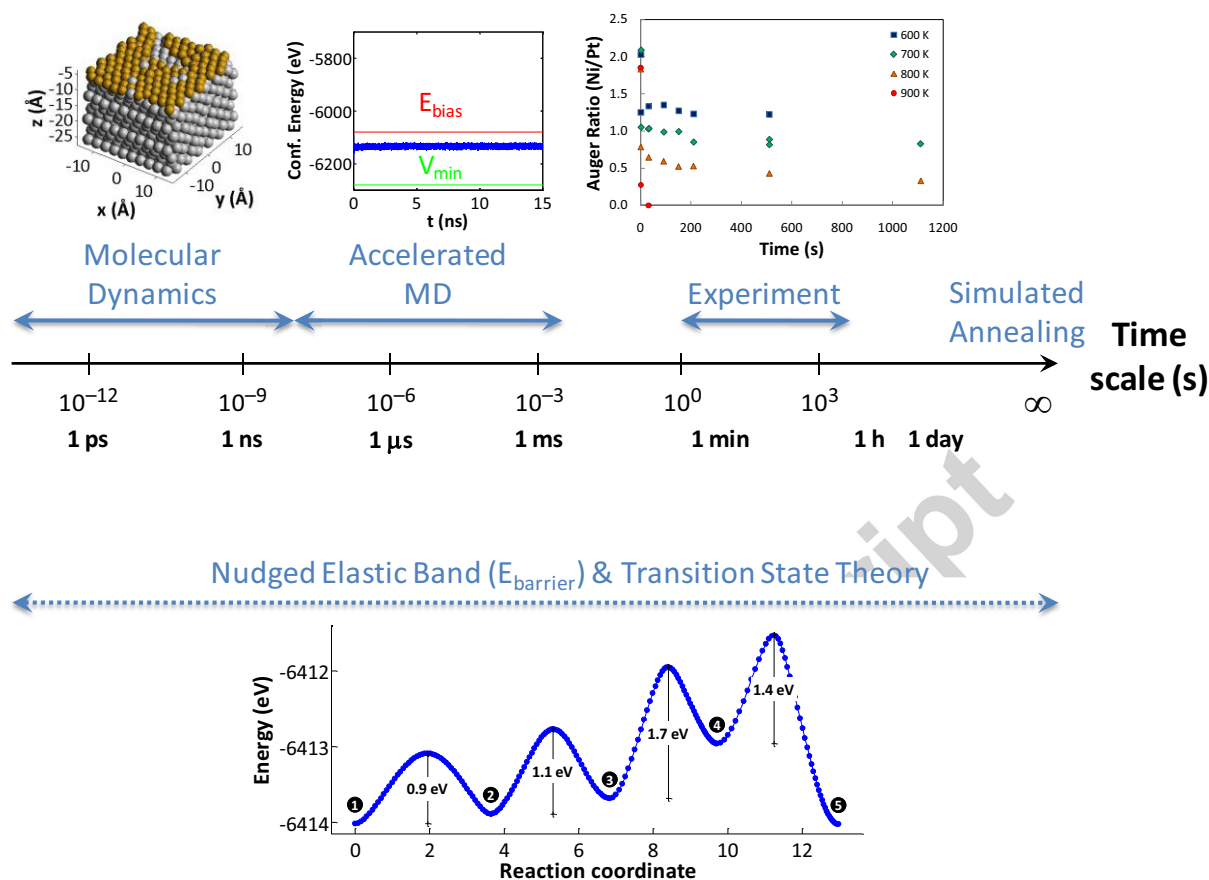 -5
-10
-15
-20
-25
z (Å)
-10
0
10
x (Å)
-10
0
10
y (Å)
-5800
-6000
-6200
Conf. Energy (eV)
E_bias
V_min
0
5
10
15
t (ns)
2.5
2.0
1.5
1.0
0.5
0.0
Auger Ratio (Ni/Pt)
600 K
700 K
800 K
900 K
0 200 400 600 800 1000 1200
Time (s)
Molecular
Dynamics
Accelerated
MD
Experiment
Simulated
Annealing
Time
scale (s)
10⁻¹² 10⁻⁹ 10⁻⁶ 10⁻³ 10⁰ 10³ ∞
1 ps 1 ns 1 μs 1 ms 1 min 1 h 1 day
ript
Nudged Elastic Band (E_barrier) & Transition State Theory
-6412
-6413
-6414
Energy (eV)
0.9 eV
1.1 eV
1.7 eV
1.4 eV
1
2
3
4
5
0 2 4 6 8 10 12
Reaction coordinate